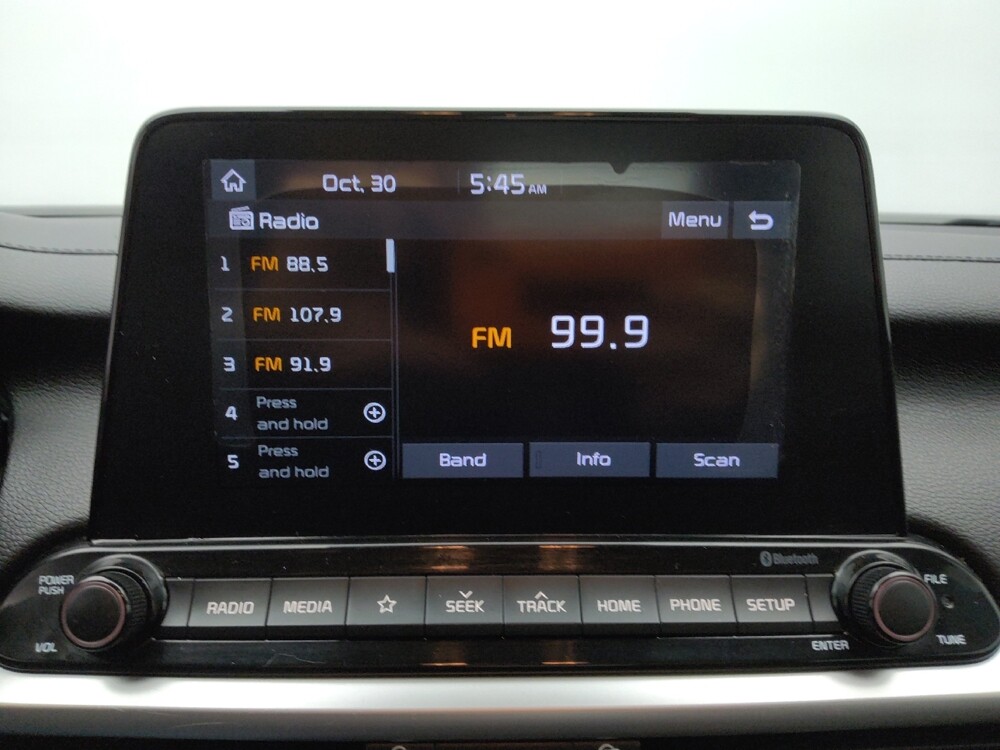 Oct. 30 5:45 AM
Radio Menu
1 FM 88.5
2 FM 107.9
3 FM 91.9
4 Press and hold
5 Press and hold
FM 99.9
Band Info Scan
Bluetooth
POWER
PUSH
VOL
RADIO MEDIA SEEK TRACK HOME PHONE SETUP
FILE
TUNE
ENTER